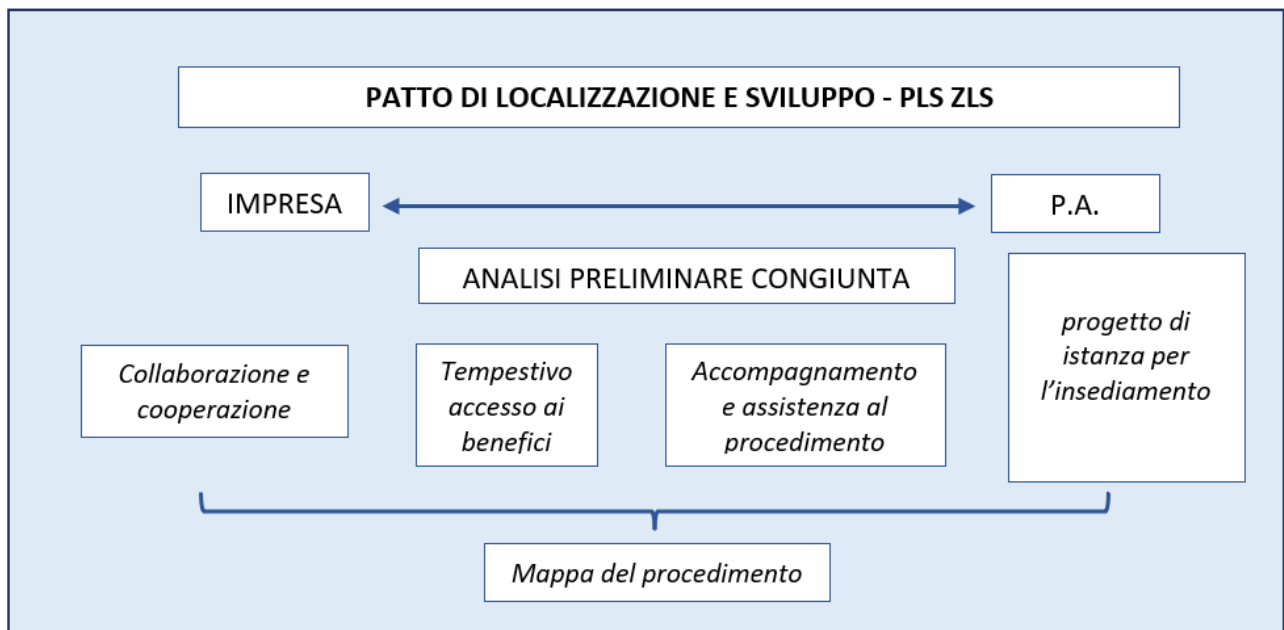 PATTO DI LOCALIZZAZIONE E SVILUPPO - PLS ZLS
IMPRESA
P.A.
ANALISI PRELIMINARE CONGIUNTA
Collaborazione e
cooperazione
Tempestivo
accesso ai
benefici
Accompagnamento
e assistenza al
procedimento
progetto di
istanza per
l’insediamento
Mappa del procedimento